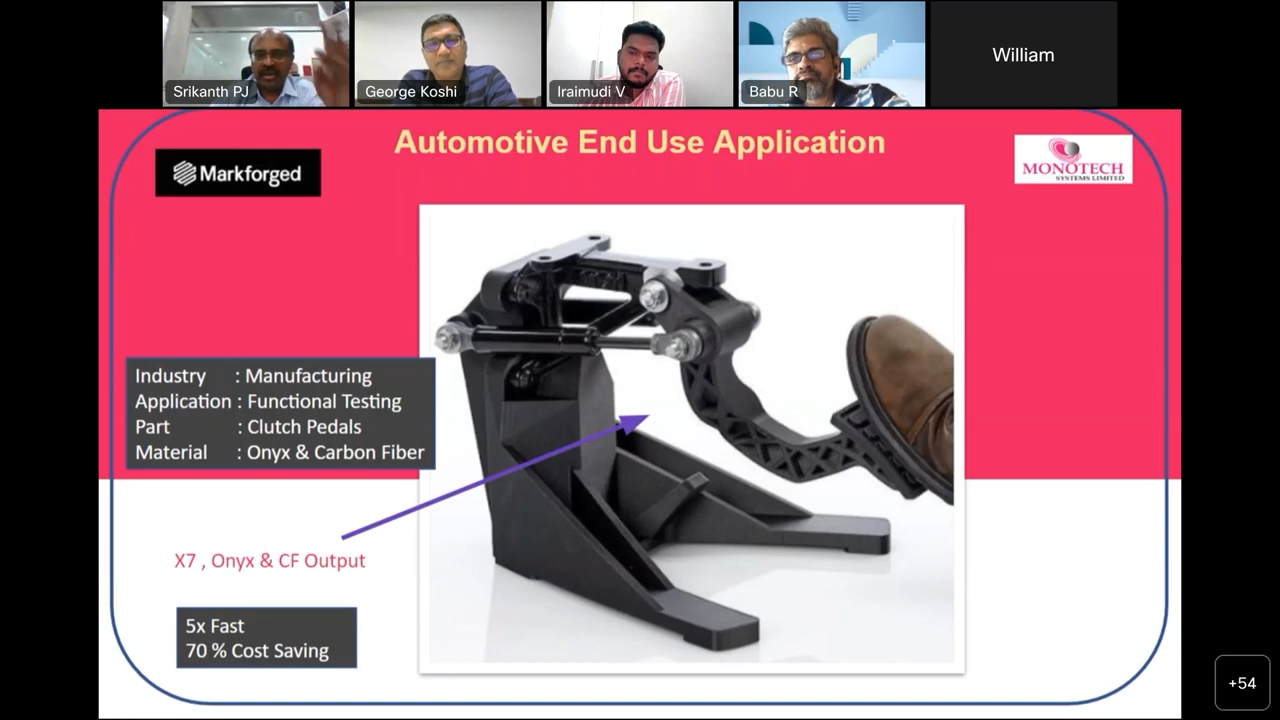 Srikanth PJ
George Koshi
Iraimudi V
Babu R
William
Automotive End Use Application
Markforged
MONOTECH
SYSTEMS LIMITED
Industry : Manufacturing
Application : Functional Testing
Part : Clutch Pedals
Material : Onyx & Carbon Fiber
X7 , Onyx & CF Output
5x Fast
70 % Cost Saving
+54